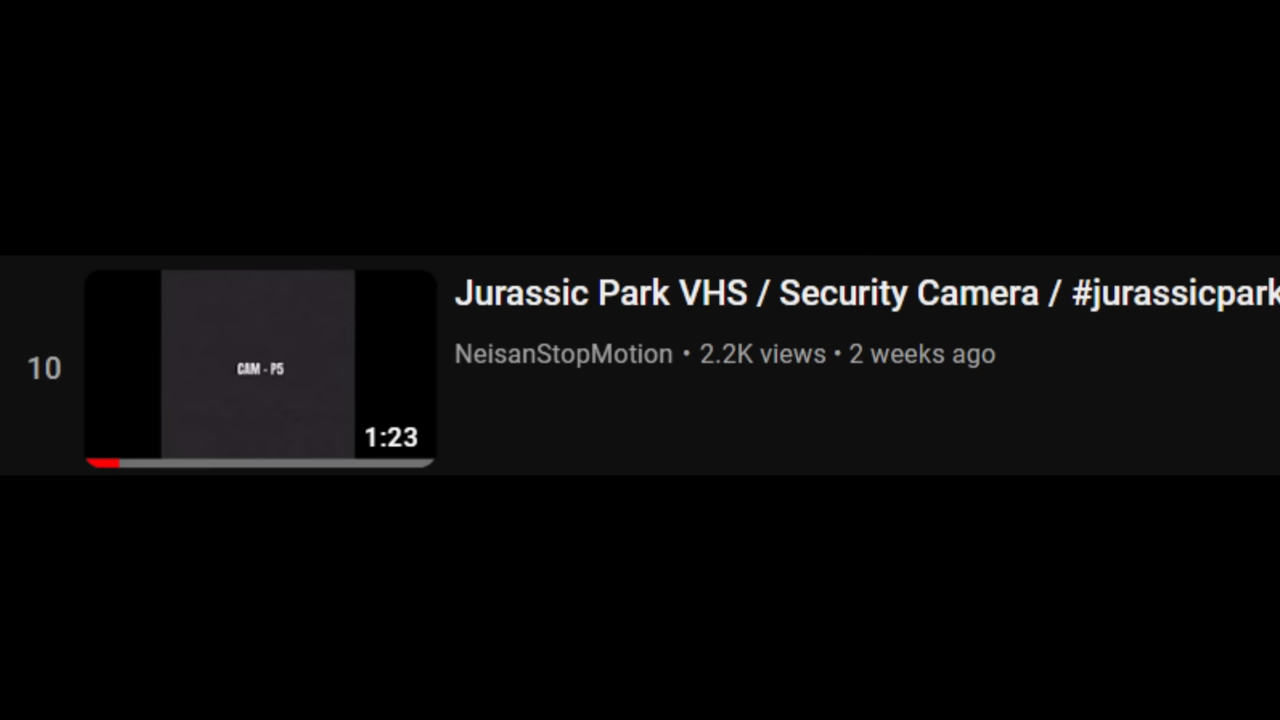 Jurassic Park VHS / Security Camera / #jurassicpark
NeisanStopMotion • 2.2K views • 2 weeks ago
10
CAM - P5
1:23